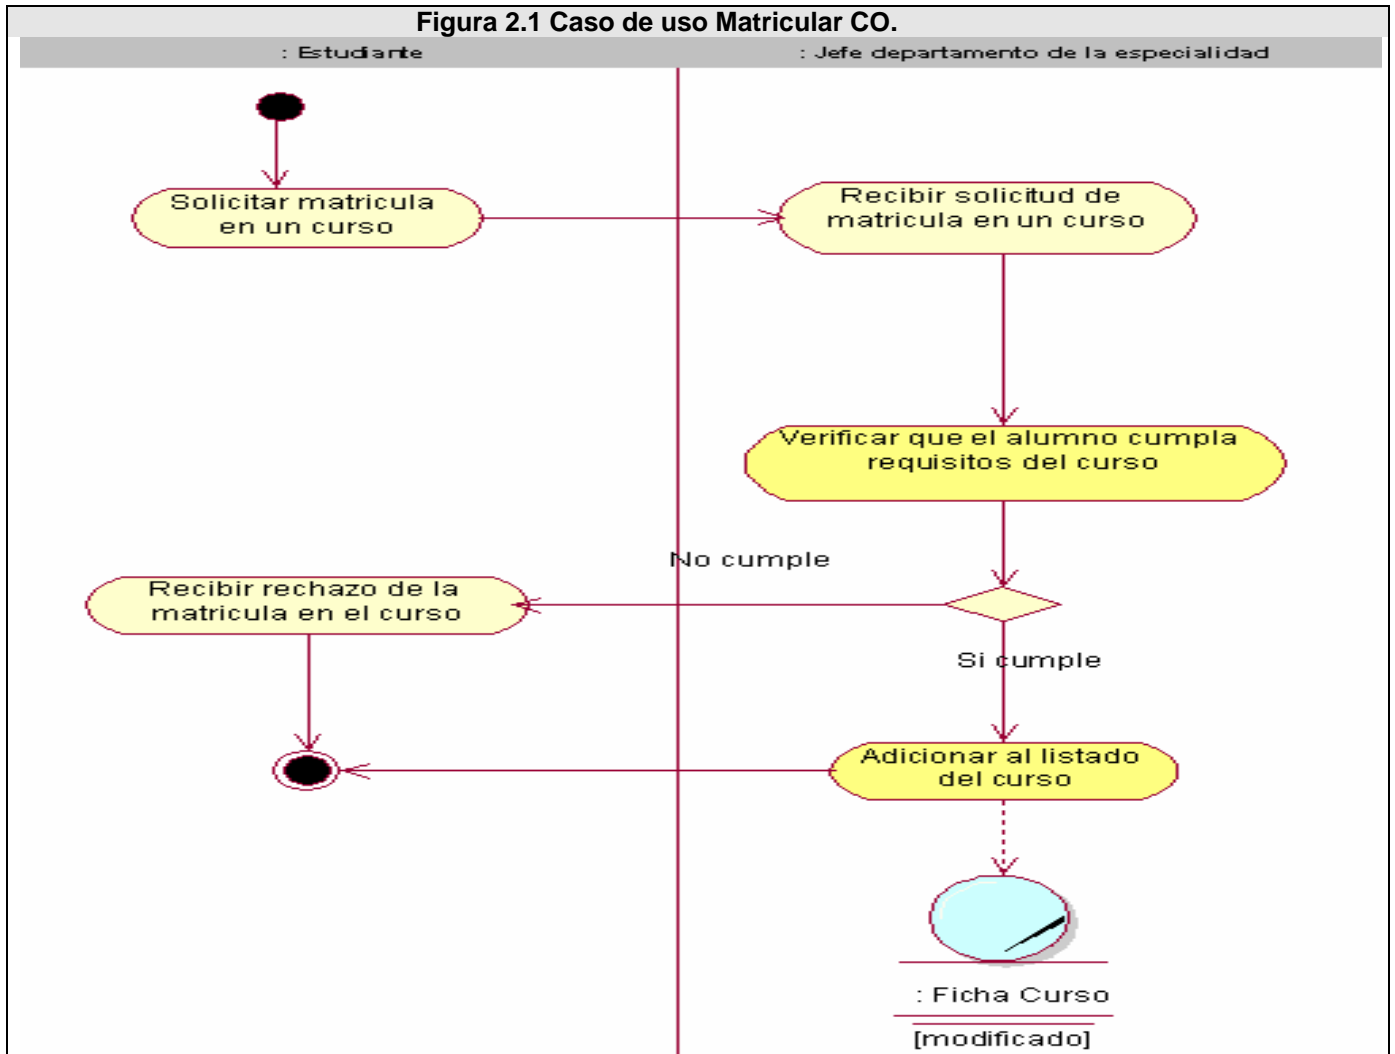 Figura 2.1 Caso de uso Matricular CO.
: Estudiante
: Jefe departamento de la especialidad
Solicitar matricula
en un curso
Recibir solicitud de
matricula en un curso
Verificar que el alumno cumpla
requisitos del curso
No cumple
Recibir rechazo de la
matricula en el curso
Si cumple
Adicionar al listado
del curso
: Ficha Curso
[modificado]